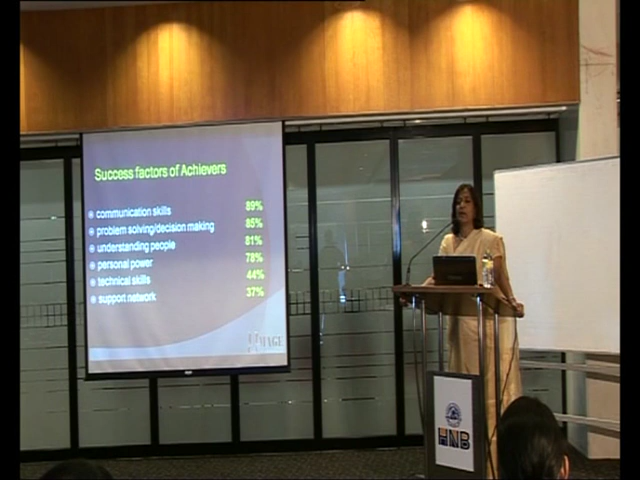 Success factors of Achievers
communication skills 89%
problem solving/decision making 85%
understanding people 81%
personal power 78%
technical skills 44%
support network 37%
HNB